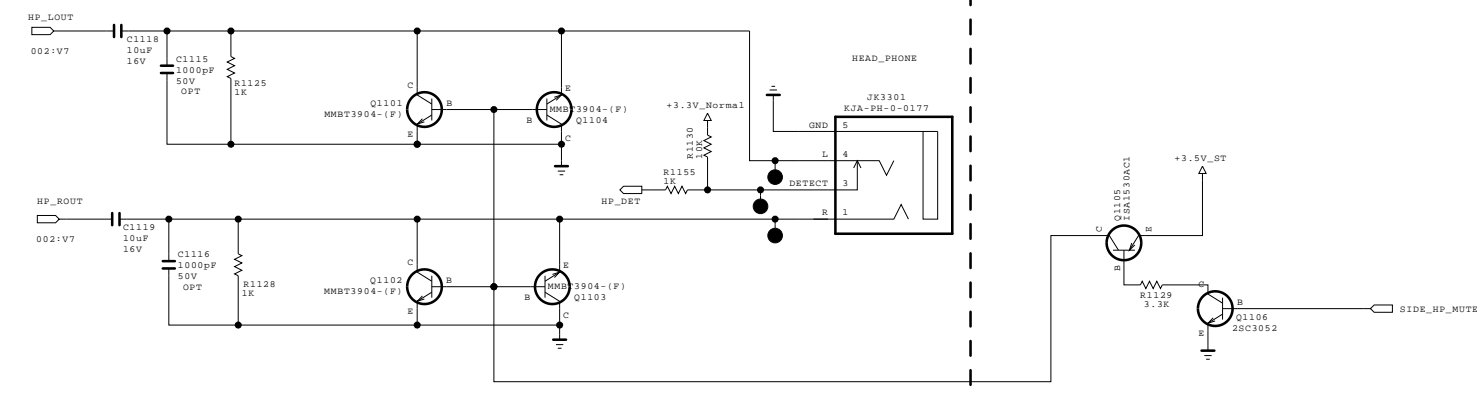 HP_LOUT
002:V7
C1118
10uF
16V
C1115
1000pF
50V
OPT
R1125
1K
C
B
E
Q1101
MMBT3904-(F)
E
B
C
MMBT3904-(F)
Q1104
HEAD_PHONE
JK3301
KJA-PH-0-0177
+3.3V_Normal
R1130
10K
R1155
1K
HP_DET
GND 5
L 4
DETECT 3
R 1
HP_ROUT
002:V7
C1119
10uF
16V
C1116
1000pF
50V
OPT
R1128
1K
C
B
E
Q1102
MMBT3904-(F)
E
B
C
MMBT3904-(F)
Q1103
+3.5V_ST
Q1105
ISA1530AC1
C
E
B
R1129
3.3K
C
B
E
Q1106
2SC3052
SIDE_HP_MUTE